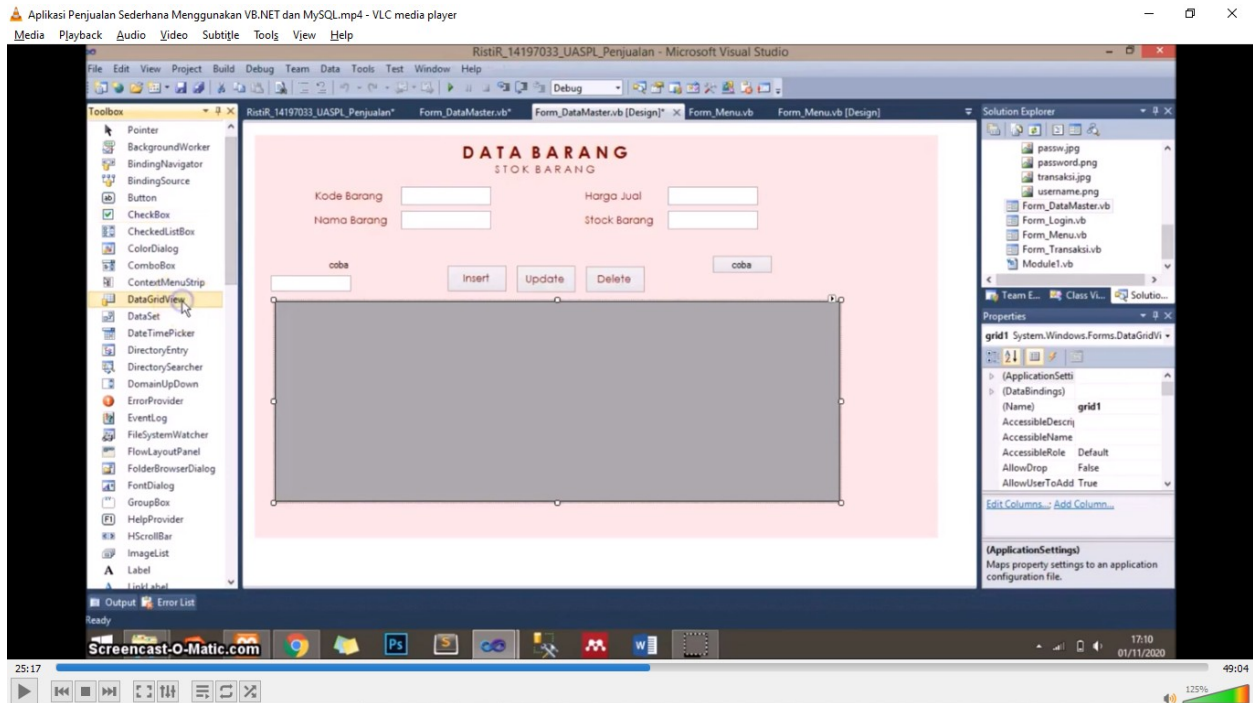 Aplikasi Penjualan Sederhana Menggunakan VB.NET dan MySQL.mp4 - VLC media player
Media Playback Audio Video Subtitle Tools View Help
RistiR_14197033_UASPL_Penjualan - Microsoft Visual Studio
File Edit View Project Build Debug Team Data Tools Test Window Help
Debug
Toolbox
RistiR_14197033_UASPL_Penjualan* Form_DataMaster.vb* Form_DataMaster.vb [Design]* Form_Menu.vb Form_Menu.vb [Design]
Pointer
BackgroundWorker
BindingNavigator
BindingSource
Button
CheckBox
CheckedListBox
ColorDialog
ComboBox
ContextMenuStrip
DataGridView
DataSet
DateTimePicker
DirectoryEntry
DirectorySearcher
DomainUpDown
ErrorProvider
EventLog
FileSystemWatcher
FlowLayoutPanel
FolderBrowserDialog
FontDialog
GroupBox
HelpProvider
HScrollBar
ImageList
Label
LinkLabel
DATA BARANG
STOK BARANG
Kode Barang Harga Jual
Nama Barang Stock Barang
coba coba
Insert Update Delete
Solution Explorer
passw.jpg
password.png
transaksi.jpg
username.png
Form_DataMaster.vb
Form_Login.vb
Form_Menu.vb
Form_Transaksi.vb
Module1.vb
Team E... Class Vi... Solutio...
Properties
grid1 System.Windows.Forms.DataGridVi
(ApplicationSetti
(DataBindings)
(Name) grid1
AccessibleDescrip
AccessibleName
AccessibleRole Default
AllowDrop False
AllowUserToAdd True
Edit Columns..., Add Column...
(ApplicationSettings)
Maps property settings to an application
configuration file.
Output Error List
Ready
Screencast-O-Matic.com
Ps
S
W
17:10
01/11/2020
25:17 49:04
125%